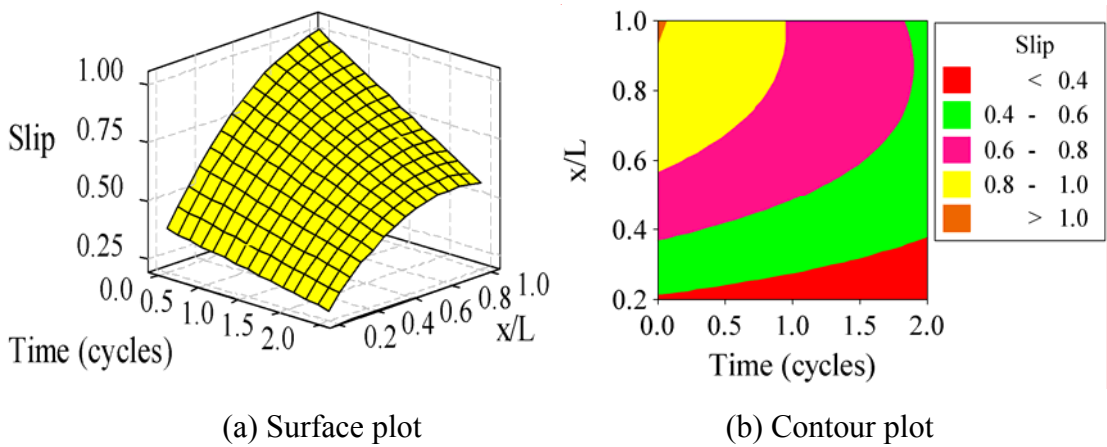 1.00
Slip
0.75
0.50
0.25
0.0
0.5
1.0
1.5
2.0
Time (cycles)
0.2
0.4
0.6
0.8
1.0
x/L
(a) Surface plot
1.0
0.8
0.6
0.4
0.2
x/L
0.0 0.5 1.0 1.5 2.0
Time (cycles)
Slip
< 0.4
0.4 - 0.6
0.6 - 0.8
0.8 - 1.0
> 1.0
(b) Contour plot